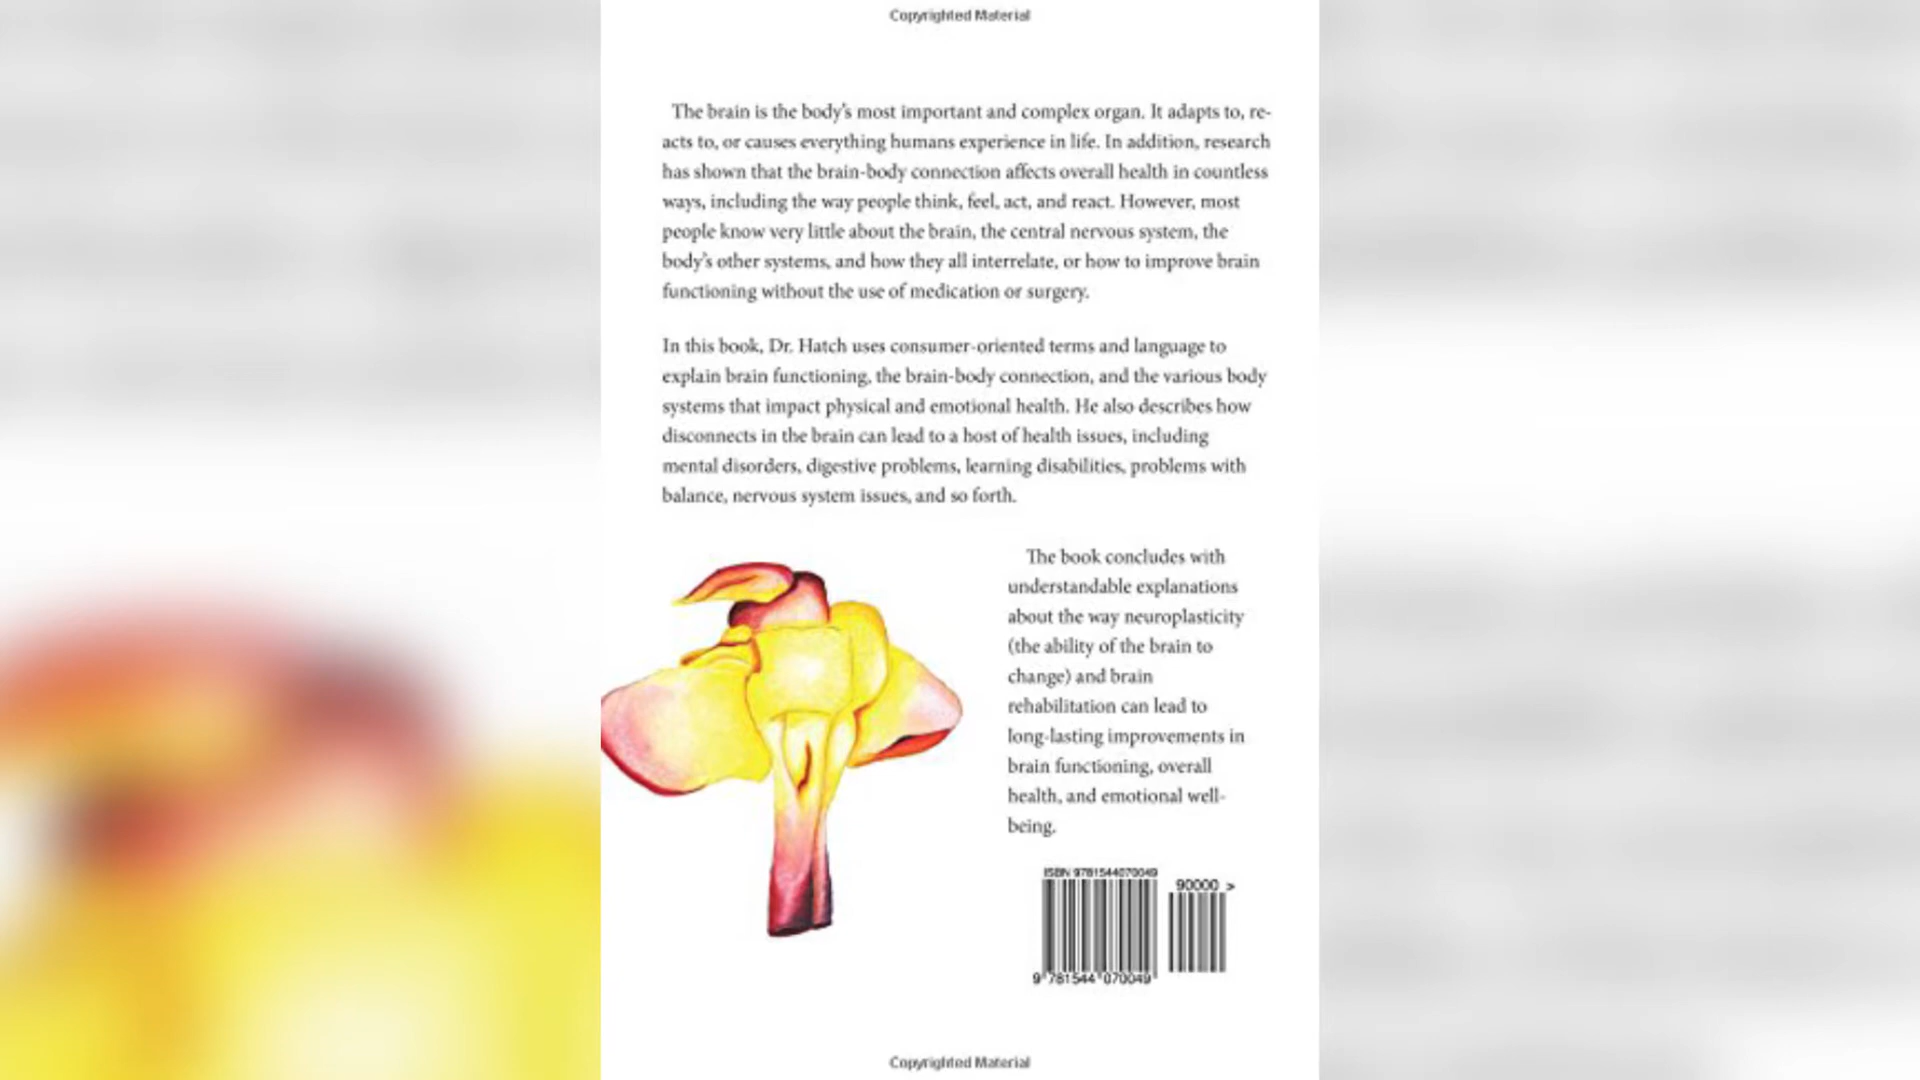 Copyrighted Material
The brain is the body's most important and complex organ. It adapts to, re-
acts to, or causes everything humans experience in life. In addition, research
has shown that the brain-body connection affects overall health in countless
ways, including the way people think, feel, act, and react. However, most
people know very little about the brain, the central nervous system, the
body's other systems, and how they all interrelate, or how to improve brain
functioning without the use of medication or surgery.
In this book, Dr. Hatch uses consumer-oriented terms and language to
explain brain functioning, the brain-body connection, and the various body
systems that impact physical and emotional health. He also describes how
disconnects in the brain can lead to a host of health issues, including
mental disorders, digestive problems, learning disabilities, problems with
balance, nervous system issues, and so forth.
The book concludes with
understandable explanations
about the way neuroplasticity
(the ability of the brain to
change) and brain
rehabilitation can lead to
long-lasting improvements in
brain functioning, overall
health, and emotional well-
being.
ISBN 9781544070049
90000 >
9 781544 070049
Copyrighted Material